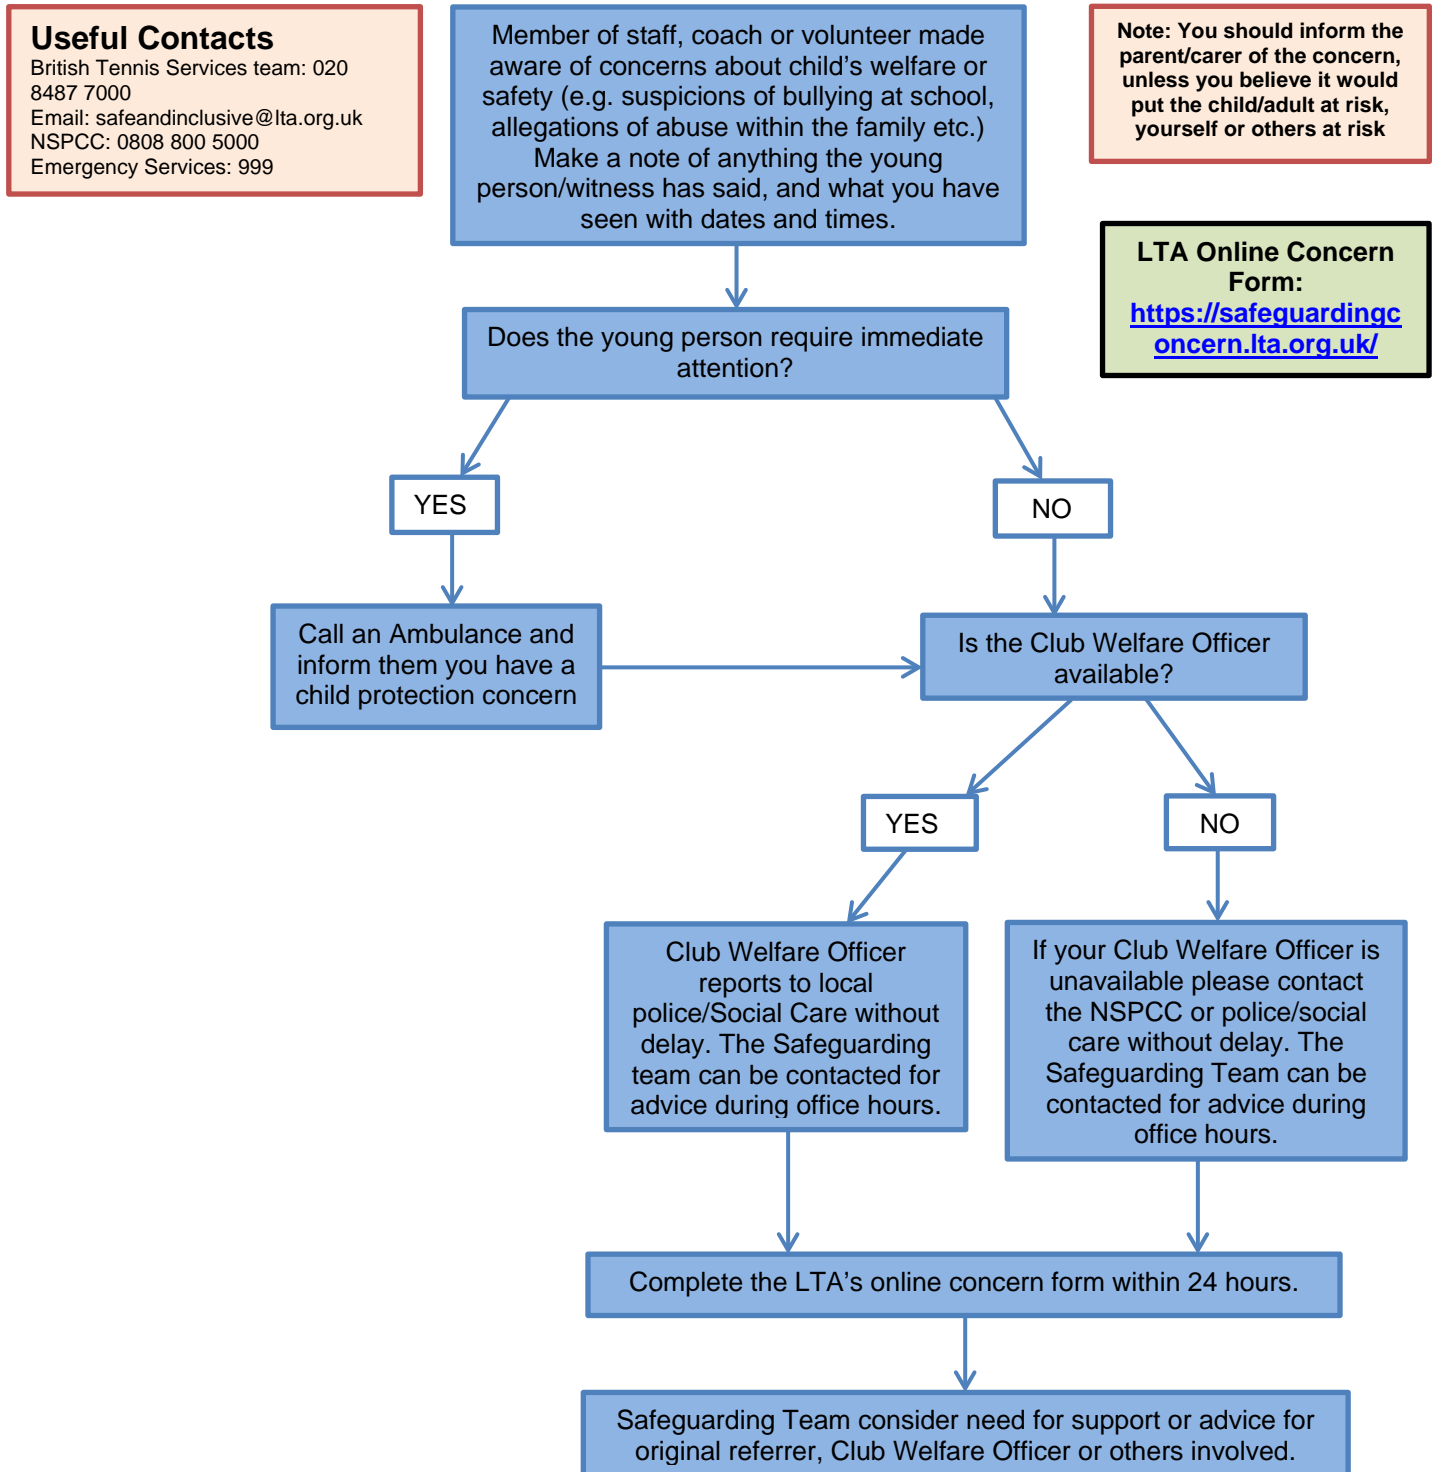 Useful Contacts
British Tennis Services team: 020
8487 7000
Email: safeandinclusive@lta.org.uk
NSPCC: 0808 800 5000
Emergency Services: 999
Member of staff, coach or volunteer made
aware of concerns about child's welfare or
safety (e.g. suspicions of bullying at school,
allegations of abuse within the family etc.)
Make a note of anything the young
person/witness has said, and what you have
seen with dates and times.
Note: You should inform the
parent/carer of the concern,
unless you believe it would
put the child/adult at risk,
yourself or others at risk
LTA Online Concern
Form:
https://safeguardingc
oncern.lta.org.uk/
Does the young person require immediate
attention?
YES
NO
Call an Ambulance and
inform them you have a
child protection concern
Is the Club Welfare Officer
available?
YES
NO
Club Welfare Officer
reports to local
police/Social Care without
delay. The Safeguarding
team can be contacted for
advice during office hours.
If your Club Welfare Officer is
unavailable please contact
the NSPCC or police/social
care without delay. The
Safeguarding Team can be
contacted for advice during
office hours.
Complete the LTA's online concern form within 24 hours.
Safeguarding Team consider need for support or advice for
original referrer, Club Welfare Officer or others involved.